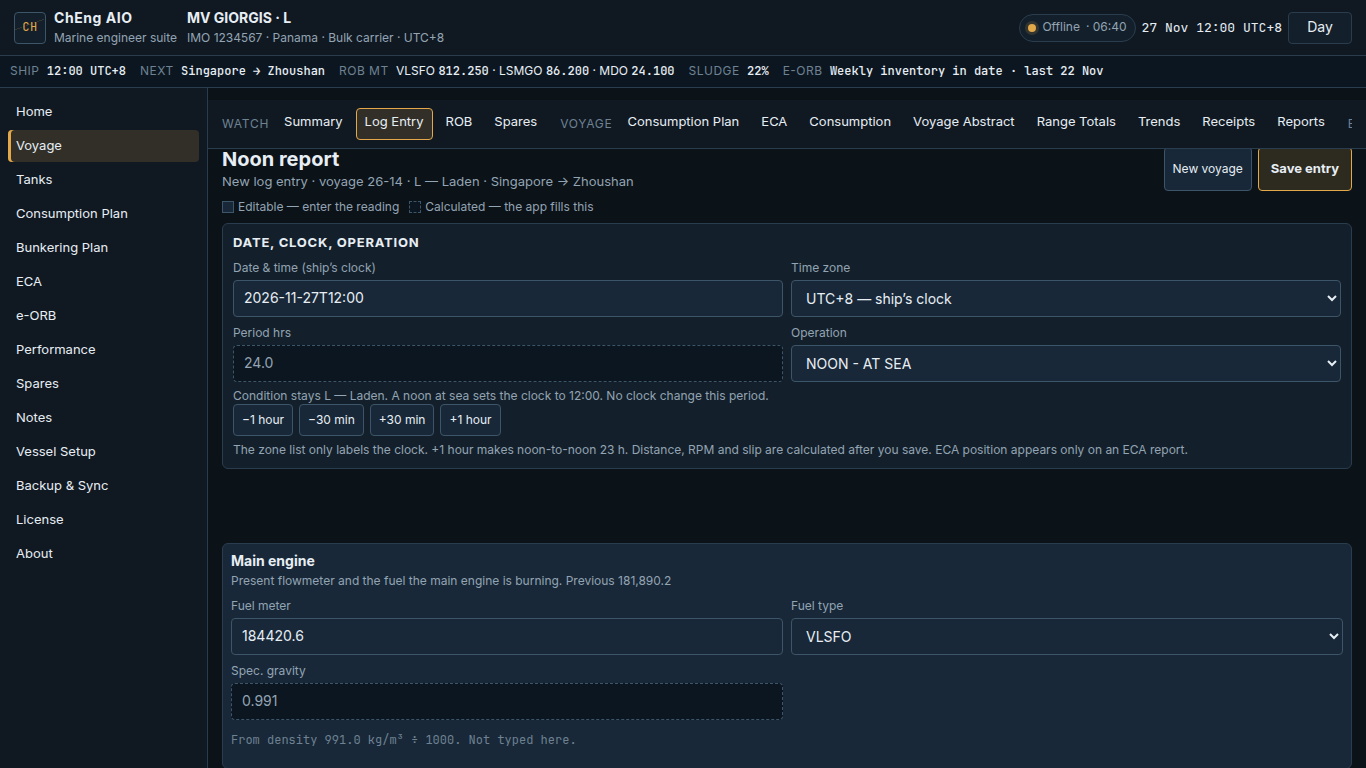 CH
ChEng AIO
Marine engineer suite
MV GIORGIS · L
IMO 1234567 · Panama · Bulk carrier · UTC+8
Offline · 06:40
27 Nov 12:00 UTC+8
Day
SHIP 12:00 UTC+8 NEXT Singapore → Zhoushan ROB MT VLSFO 812.250 · LSMGO 86.200 · MDO 24.100 SLUDGE 22% E-ORB Weekly inventory in date · last 22 Nov
Home
Voyage
Tanks
Consumption Plan
Bunkering Plan
ECA
e-ORB
Performance
Spares
Notes
Vessel Setup
Backup & Sync
License
About
WATCH Summary Log Entry ROB Spares VOYAGE Consumption Plan ECA Consumption Voyage Abstract Range Totals Trends Receipts Reports
Noon report
New log entry · voyage 26-14 · L — Laden · Singapore → Zhoushan
New voyage
Save entry
Editable — enter the reading Calculated — the app fills this
DATE, CLOCK, OPERATION
Date & time (ship's clock) Time zone
2026-11-27T12:00 UTC+8 — ship's clock
Period hrs Operation
24.0 NOON - AT SEA
Condition stays L — Laden. A noon at sea sets the clock to 12:00. No clock change this period.
−1 hour −30 min +30 min +1 hour
The zone list only labels the clock. +1 hour makes noon-to-noon 23 h. Distance, RPM and slip are calculated after you save. ECA position appears only on an ECA report.
Main engine
Present flowmeter and the fuel the main engine is burning. Previous 181,890.2
Fuel meter Fuel type
184420.6 VLSFO
Spec. gravity
0.991
From density 991.0 kg/m³ ÷ 1000. Not typed here.